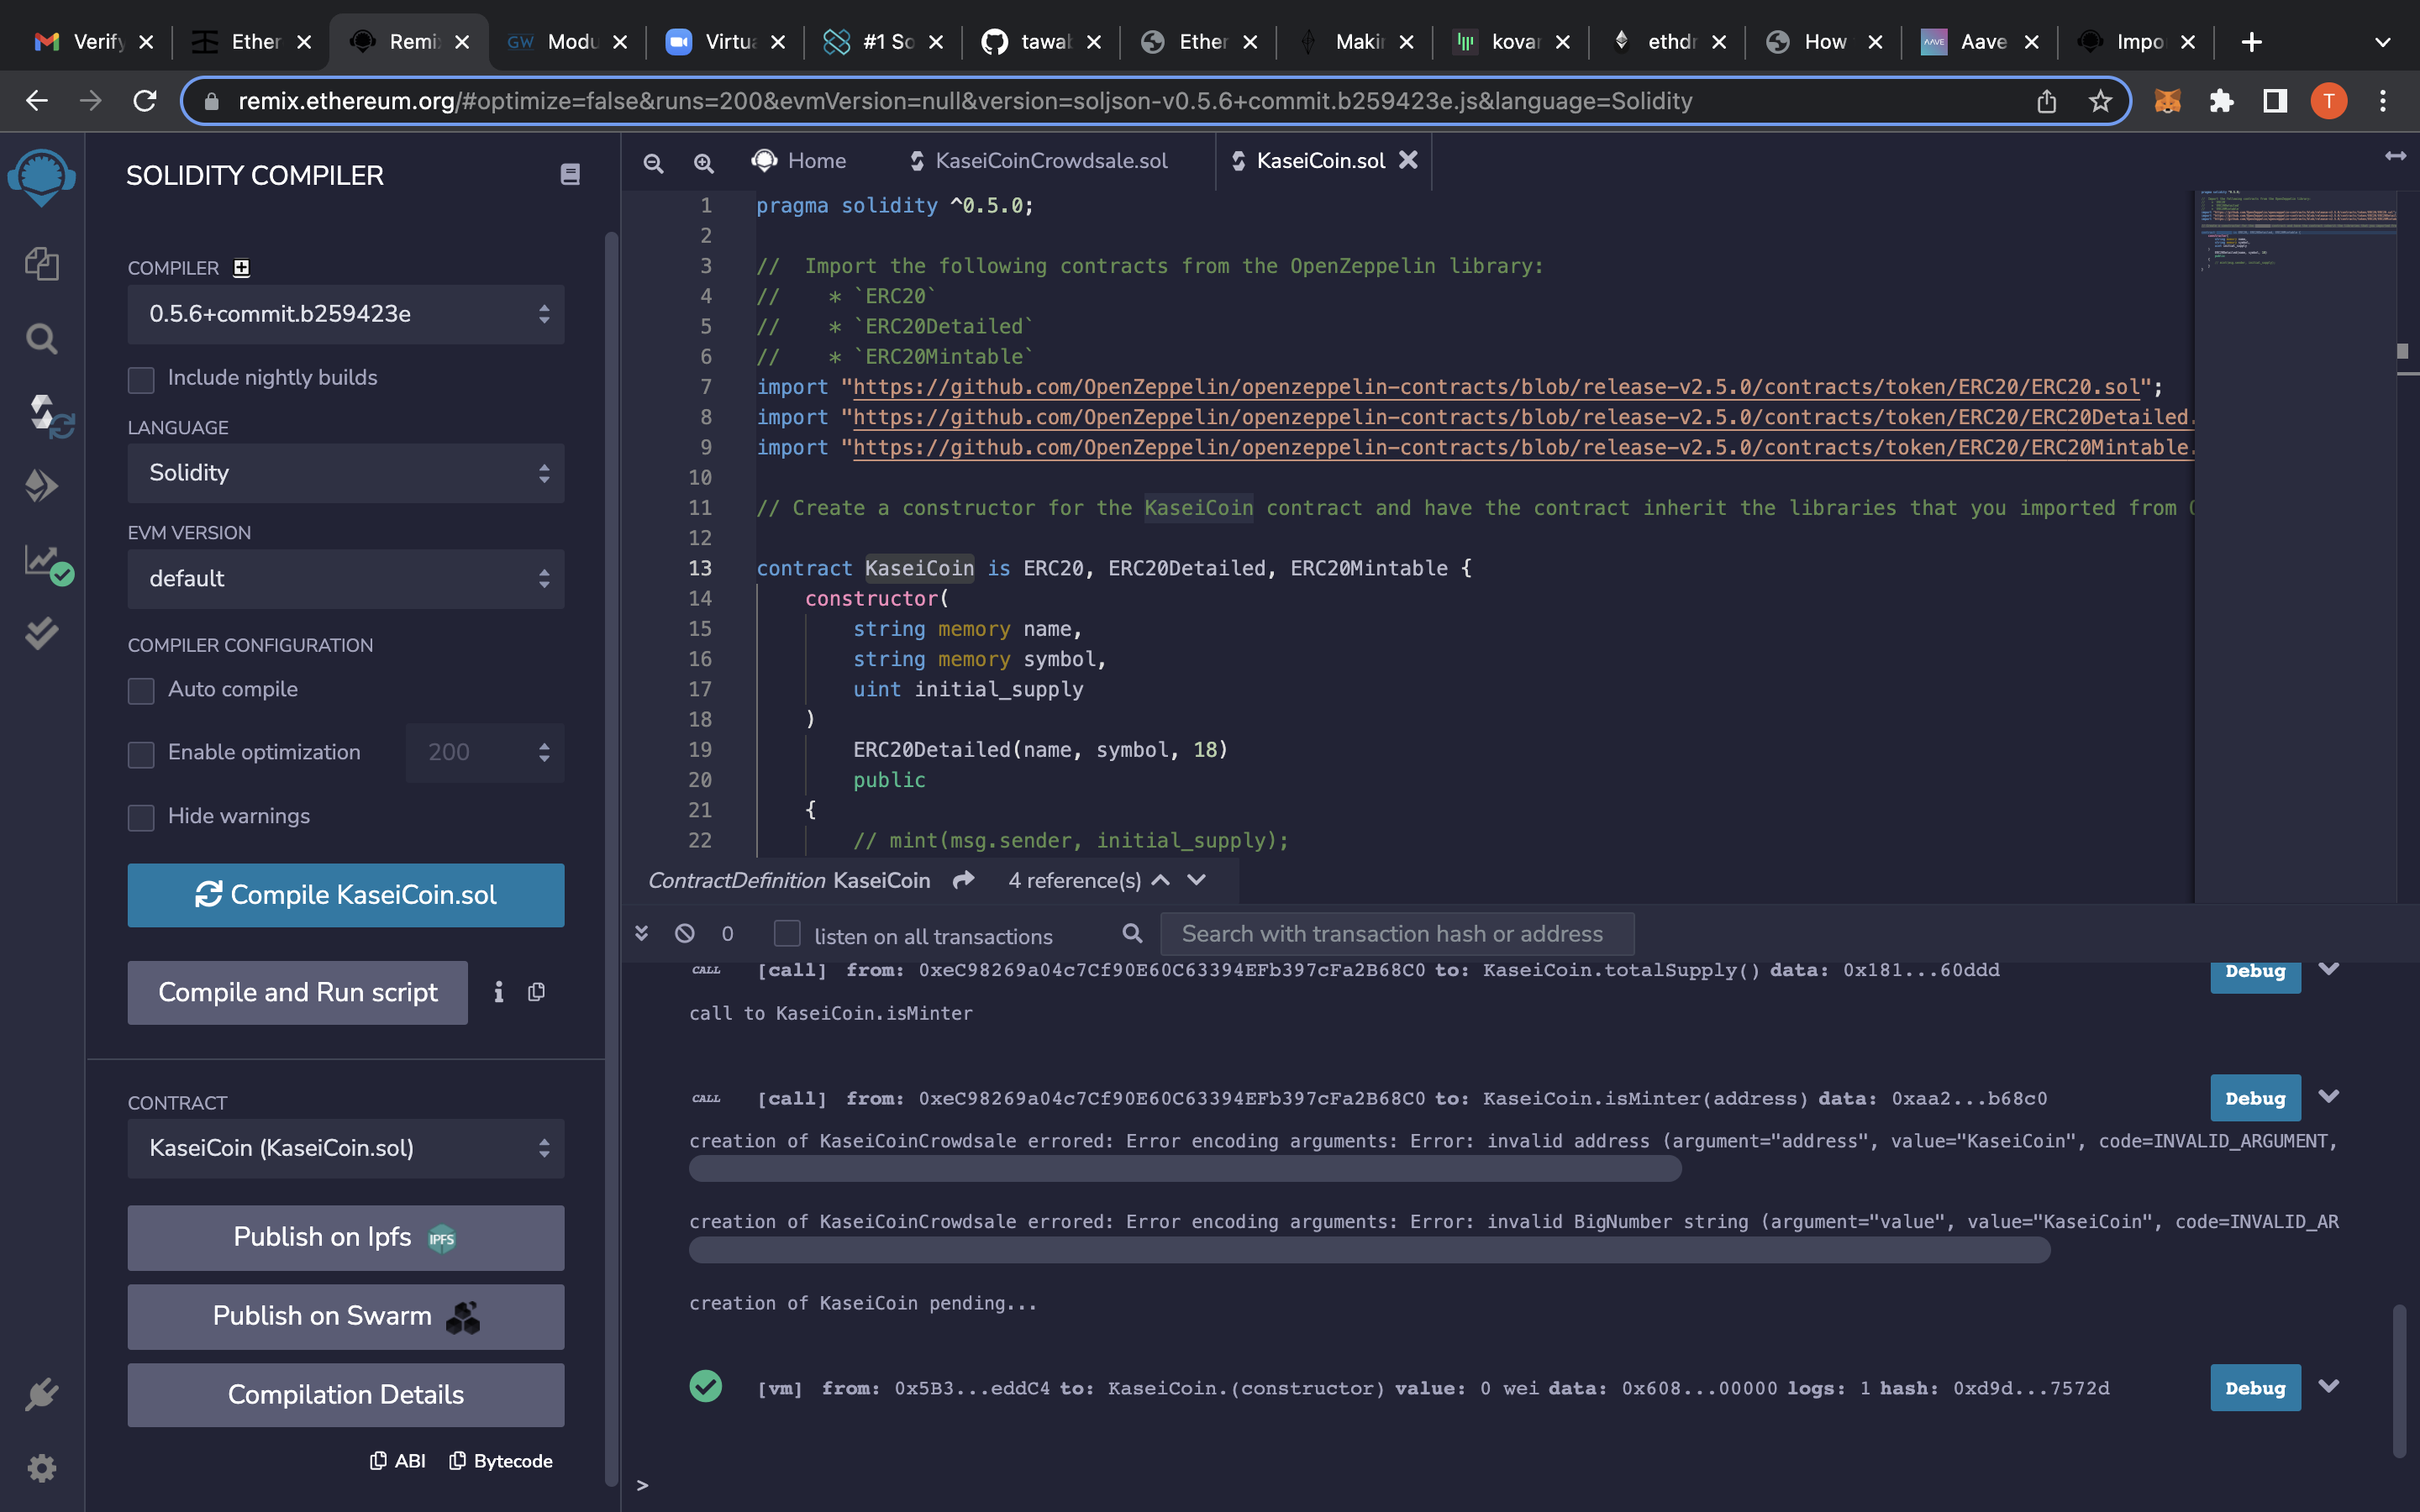 Verify
Ether
Remi
GW Modu
Virtua
#1 So
tawab
Ether
Maki
kovar
ethdr
How
AAVE Aave
Impo
remix.ethereum.org/#optimize=false&runs=200&evmVersion=null&version=soljson-v0.5.6+commit.b259423e.js&language=Solidity
T
SOLIDITY COMPILER
COMPILER
0.5.6+commit.b259423e
Include nightly builds
LANGUAGE
Solidity
EVM VERSION
default
COMPILER CONFIGURATION
Auto compile
Enable optimization
200
Hide warnings
Compile KaseiCoin.sol
Compile and Run script
CONTRACT
KaseiCoin (KaseiCoin.sol)
Publish on Ipfs
IPFS
Publish on Swarm
Compilation Details
ABI
Bytecode
Home
KaseiCoinCrowdsale.sol
KaseiCoin.sol
1 pragma solidity ^0.5.0;
2
3 //  Import the following contracts from the OpenZeppelin library:
4 //    * `ERC20`
5 //    * `ERC20Detailed`
6 //    * `ERC20Mintable`
7 import "https://github.com/OpenZeppelin/openzeppelin-contracts/blob/release-v2.5.0/contracts/token/ERC20/ERC20.sol";
8 import "https://github.com/OpenZeppelin/openzeppelin-contracts/blob/release-v2.5.0/contracts/token/ERC20/ERC20Detailed.
9 import "https://github.com/OpenZeppelin/openzeppelin-contracts/blob/release-v2.5.0/contracts/token/ERC20/ERC20Mintable.
10
11 // Create a constructor for the KaseiCoin contract and have the contract inherit the libraries that you imported from
12
13 contract KaseiCoin is ERC20, ERC20Detailed, ERC20Mintable {
14 constructor(
15 string memory name,
16 string memory symbol,
17 uint initial_supply
18 )
19 ERC20Detailed(name, symbol, 18)
20 public
21 {
22 // mint(msg.sender, initial_supply);
ContractDefinition KaseiCoin
4 reference(s)
0
listen on all transactions
Search with transaction hash or address
CALL [call] from: 0xeC98269a04c7Cf90E60C63394EFb397cFa2B68C0 to: KaseiCoin.totalSupply() data: 0x181...60ddd
Debug
call to KaseiCoin.isMinter
CALL [call] from: 0xeC98269a04c7Cf90E60C63394EFb397cFa2B68C0 to: KaseiCoin.isMinter(address) data: 0xaa2...b68c0
Debug
creation of KaseiCoinCrowdsale errored: Error encoding arguments: Error: invalid address (argument="address", value="KaseiCoin", code=INVALID_ARGUMENT,
creation of KaseiCoinCrowdsale errored: Error encoding arguments: Error: invalid BigNumber string (argument="value", value="KaseiCoin", code=INVALID_AR
creation of KaseiCoin pending...
[vm] from: 0x5B3...eddC4 to: KaseiCoin.(constructor) value: 0 wei data: 0x608...00000 logs: 1 hash: 0xd9d...7572d
Debug
>